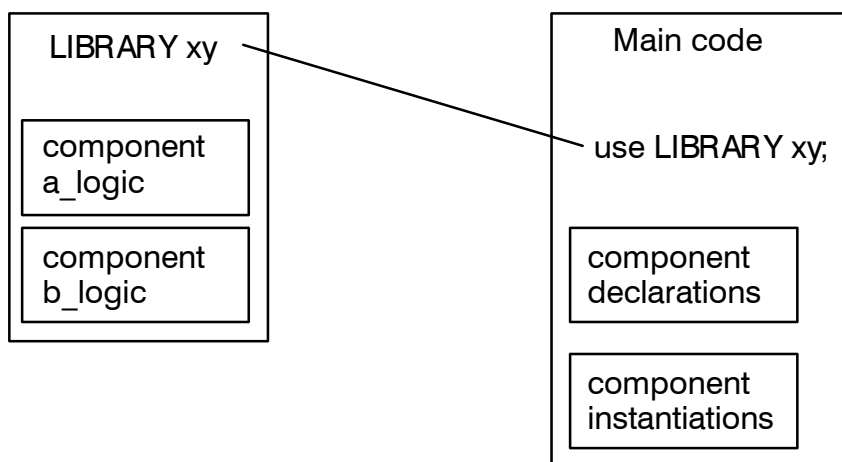 LIBRARY xy
component
a_logic
component
b_logic
Main code
use LIBRARY xy;
component
declarations
component
instantiations